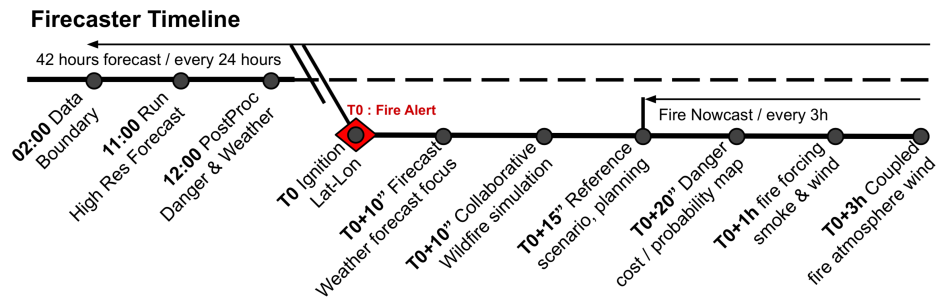 Firecaster Timeline
42 hours forecast / every 24 hours
T0 : Fire Alert
Fire Nowcast / every 3h
02:00 Data
Boundary
11:00 Run
High Res Forecast
12:00 PostProc
Danger & Weather
T0 Ignition
Lat-Lon
T0+10” Firecast
Weather forecast focus
T0+10” Collaborative
Wildfire simulation
T0+15” Reference
scenario, planning
T0+20” Danger
cost / probability map
T0+1h fire forcing
smoke & wind
T0+3h Coupled
fire atmosphere wind